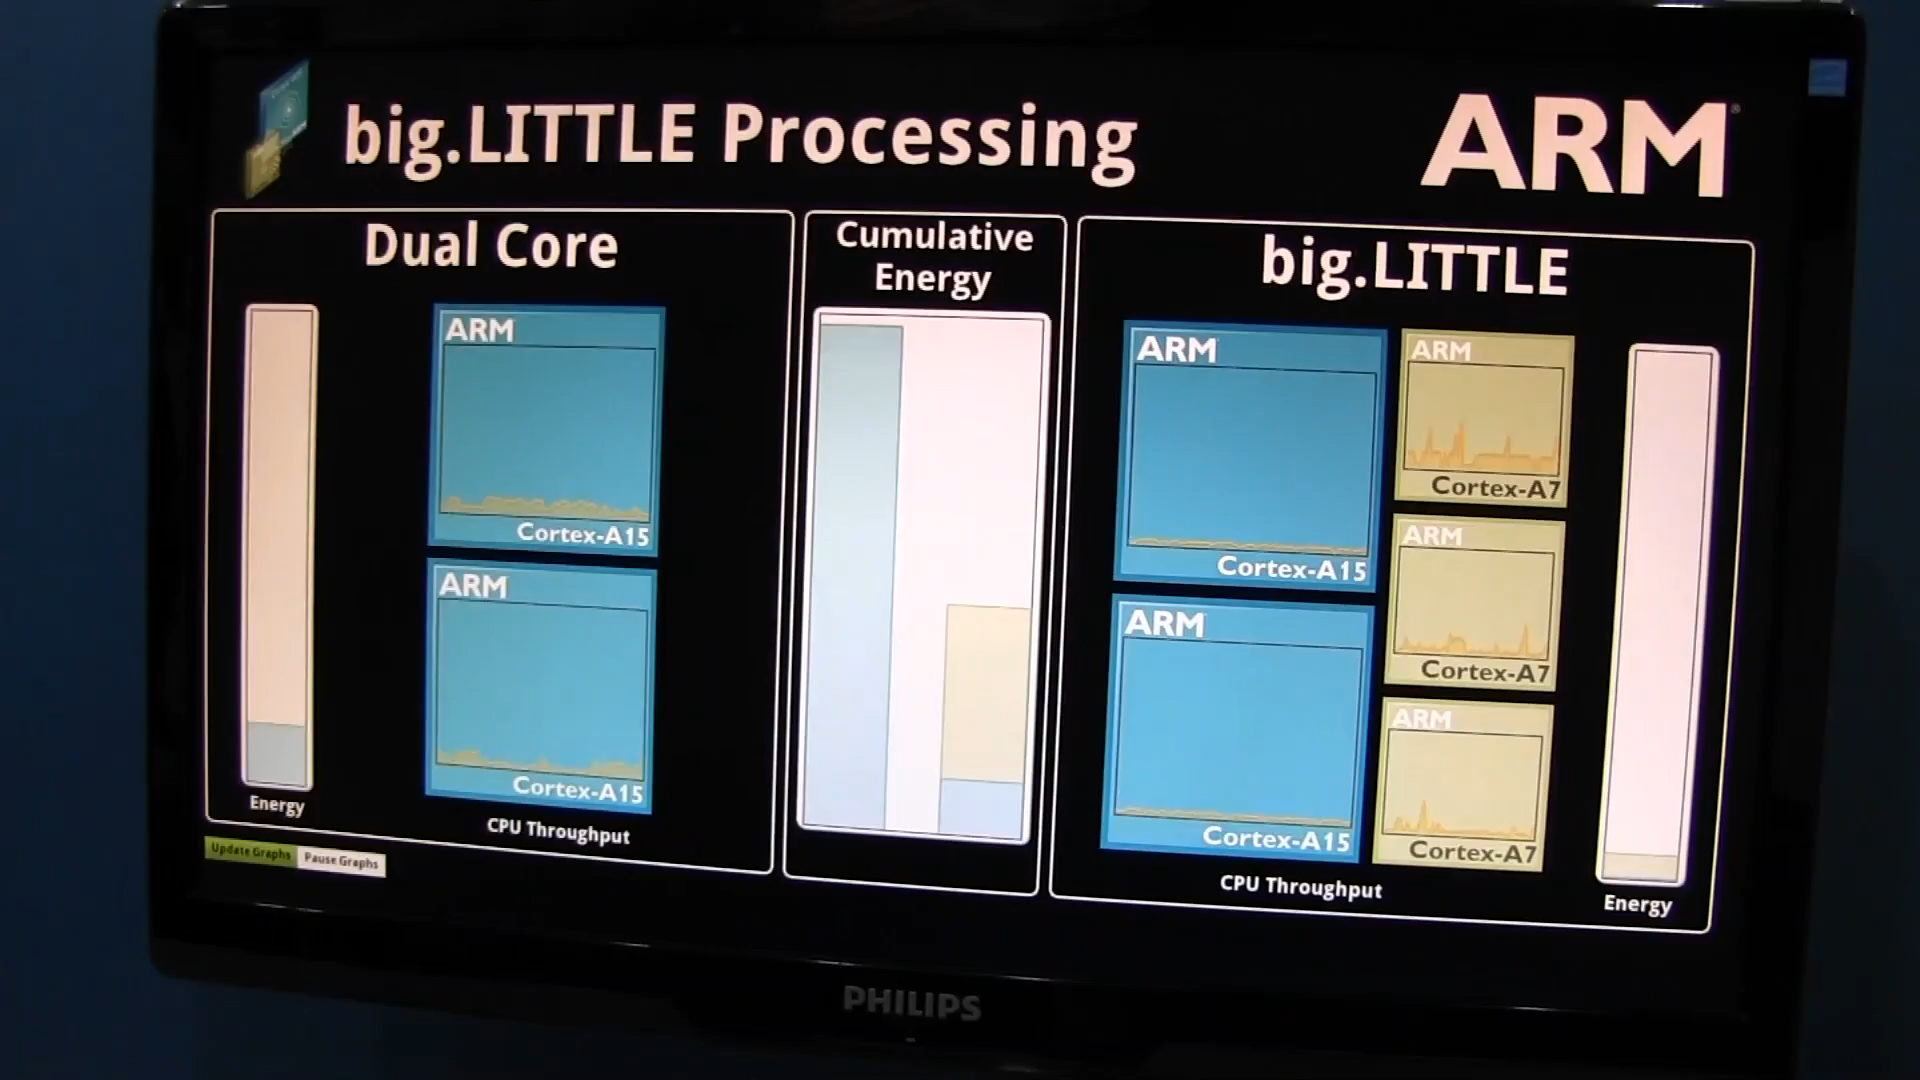 big.LITTLE Processing
ARM
Dual Core
ARM
Cortex-A15
ARM
Cortex-A15
Energy
CPU Throughput
Update Graphs
Pause Graphs
Cumulative
Energy
big.LITTLE
ARM
Cortex-A15
ARM
Cortex-A15
ARM
Cortex-A7
ARM
Cortex-A7
ARM
Cortex-A7
CPU Throughput
Energy
PHILIPS